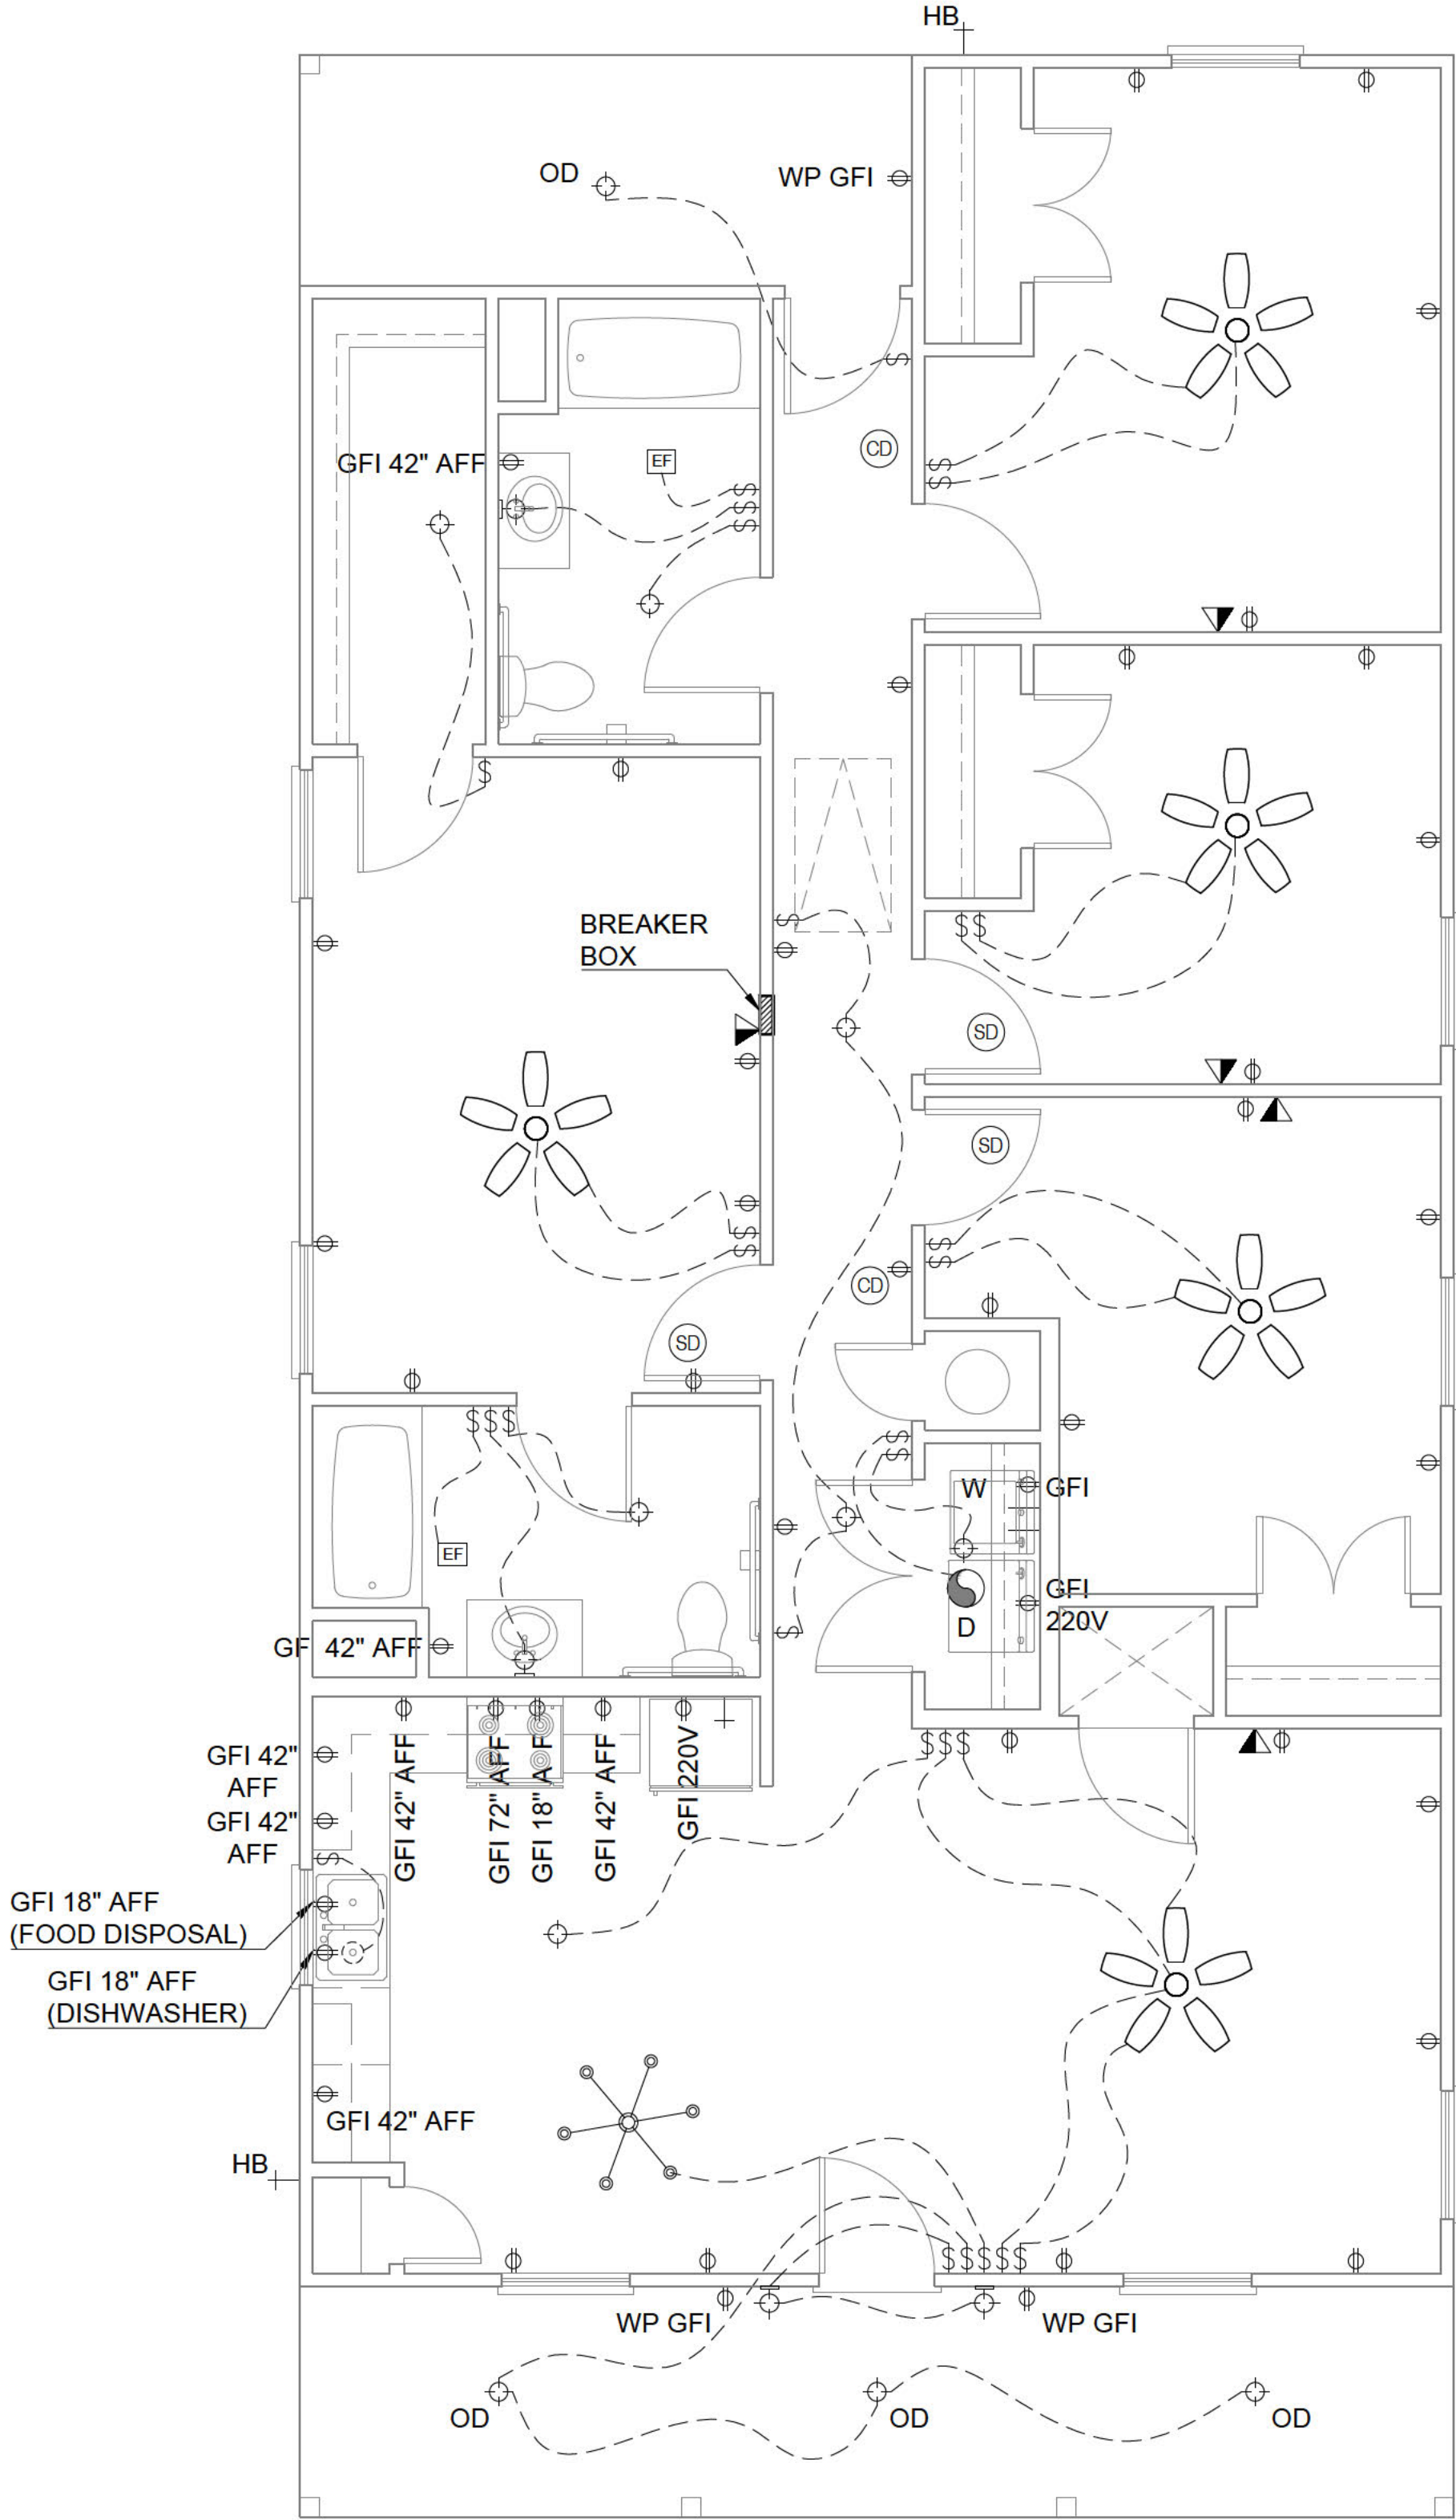 HB
OD
WP GFI
CD
GFI 42" AFF
EF
S
S
S
S
S
S
S
S
S
S
BREAKER
BOX
S
SD
SD
S
S
S
S
CD
SD
S
S
S
S
S
W
GFI
EF
GFI
220V
D
GF 42" AFF
S
S
S
S
GFI 42"
AFF
GFI 42"
AFF
GFI 42" AFF
GFI 72" AFF
GFI 18" A F
GFI 42" AFF
GFI 220V
S
GFI 18" AFF
(FOOD DISPOSAL)
GFI 18" AFF
(DISHWASHER)
GFI 42" AFF
HB
S
S
S
S
S
WP GFI
WP GFI
OD
OD
OD